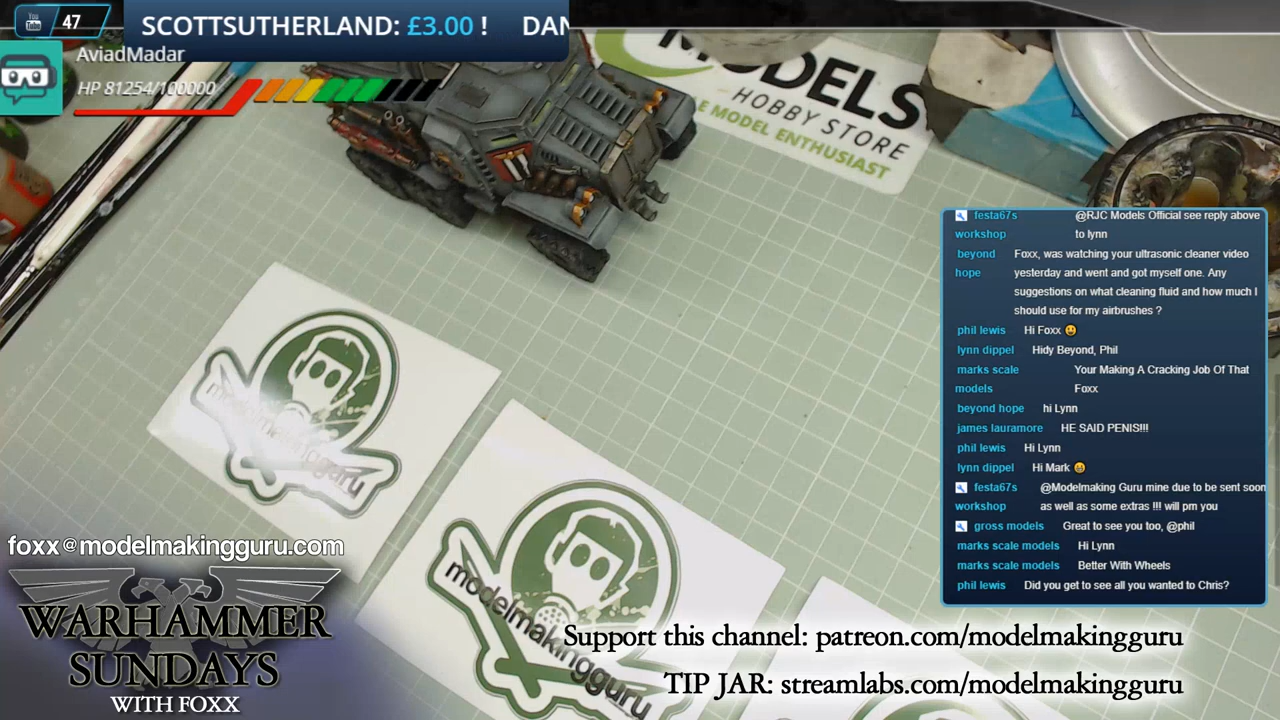 You
Tube
47
SCOTTSUTHERLAND: £3.00 !
AviadMadar
HP 81254/100000
MODELS
HOBBY STORE
E MODEL ENTHUSIAST
festa67s workshop @RJC Models Official see reply above
to lynn
beyond hope Foxx, was watching your ultrasonic cleaner video
yesterday and went and got myself one. Any
suggestions on what cleaning fluid and how much I
should use for my airbrushes ?
phil lewis Hi Foxx 😃
lynn dippel Hidy Beyond, Phil
marks scale models Your Making A Cracking Job Of That
Foxx
beyond hope hi Lynn
james lauramore HE SAID PENIS!!!
phil lewis Hi Lynn
lynn dippel Hi Mark 😀
festa67s workshop @Modelmaking Guru mine due to be sent soon
as well as some extras !!! will pm you
gross models Great to see you too, @phil
marks scale models Hi Lynn
marks scale models Better With Wheels
phil lewis Did you get to see all you wanted to Chris?
modelmakingguru
foxx@modelmakingguru.com
WARHAMMER
SUNDAYS
WITH FOXX
Support this channel: patreon.com/modelmakingguru
TIP JAR: streamlabs.com/modelmakingguru